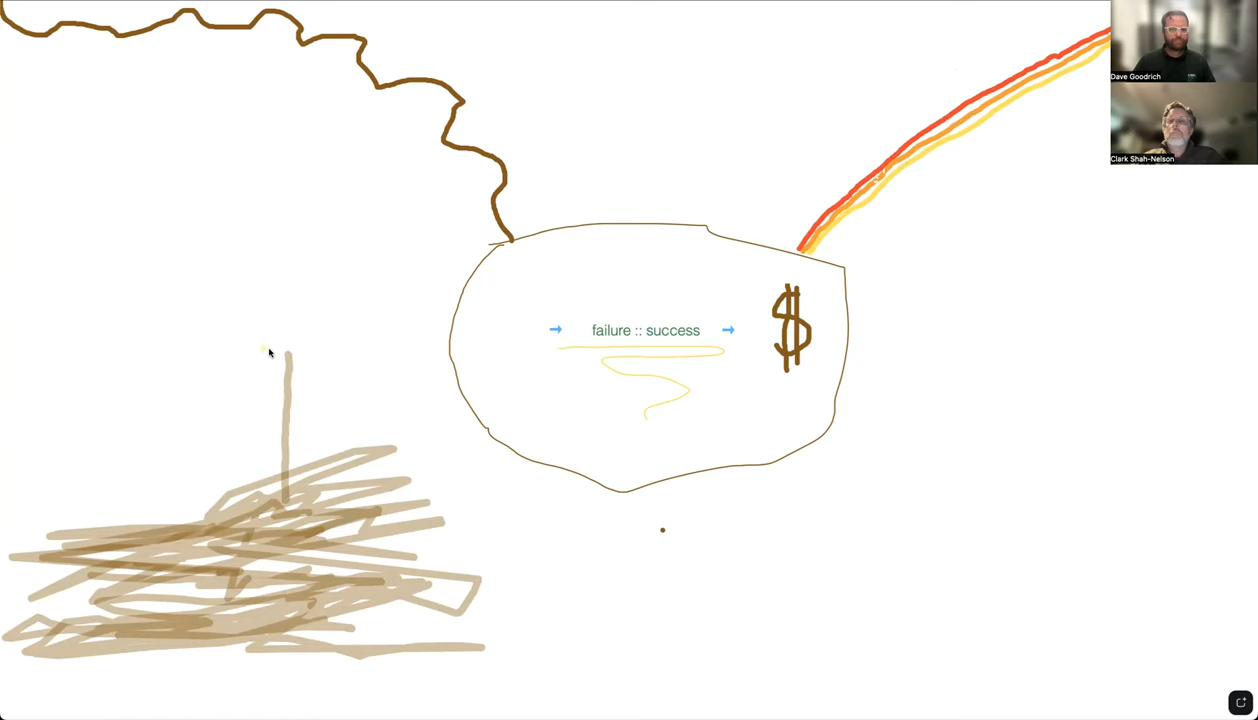 Dave Goodrich
Clark Shah-Nelson
➞ failure :: success ➞
$